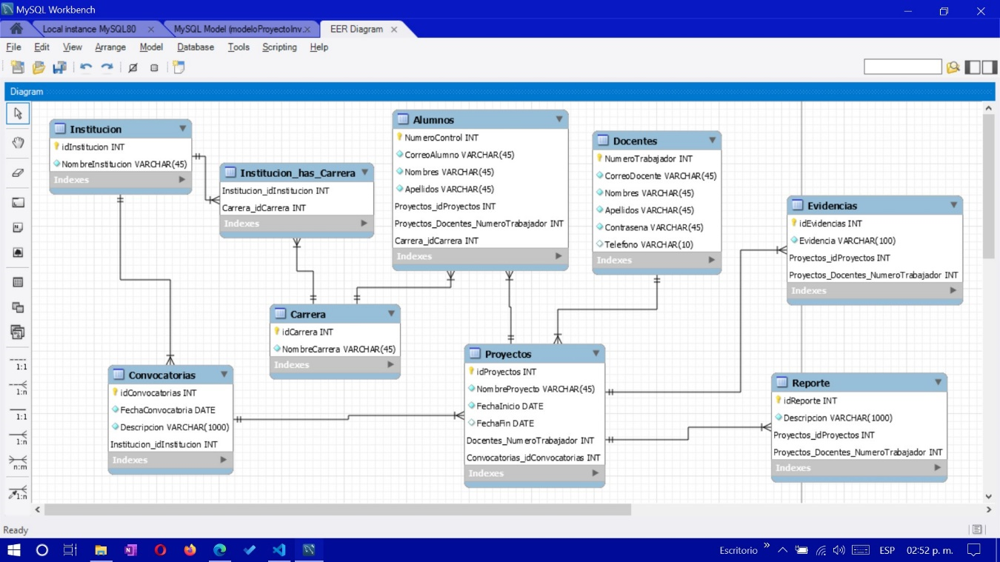 MySQL Workbench
Local instance MySQL80
MySQL Model (modeloProyectoInv.
EER Diagram
File Edit View Arrange Model Database Tools Scripting Help
Diagram
Institucion
idInstitucion INT
NombreInstitucion VARCHAR(45)
Indexes
Institucion_has_Carrera
Institucion_idInstitucion INT
Carrera_idCarrera INT
Indexes
Alumnos
NumeroControl INT
CorreoAlumno VARCHAR(45)
Nombres VARCHAR(45)
Apellidos VARCHAR(45)
Proyectos_idProyectos INT
Proyectos_Docentes_NumeroTrabajador INT
Carrera_idCarrera INT
Indexes
Docentes
NumeroTrabajador INT
CorreoDocente VARCHAR(45)
Nombres VARCHAR(45)
Apellidos VARCHAR(45)
Contrasena VARCHAR(45)
Telefono VARCHAR(10)
Indexes
Evidencias
idEvidencias INT
Evidencia VARCHAR(100)
Proyectos_idProyectos INT
Proyectos_Docentes_NumeroTrabajador INT
Indexes
Carrera
idCarrera INT
NombreCarrera VARCHAR(45)
Indexes
Convocatorias
idConvocatorias INT
FechaConvocatoria DATE
Descripcion VARCHAR(1000)
Institucion_idInstitucion INT
Indexes
Proyectos
idProyectos INT
NombreProyecto VARCHAR(45)
FechaInicio DATE
FechaFin DATE
Docentes_NumeroTrabajador INT
Convocatorias_idConvocatorias INT
Indexes
Reporte
idReporte INT
Descripcion VARCHAR(1000)
Proyectos_idProyectos INT
Proyectos_Docentes_NumeroTrabajador INT
Indexes
1:1
1:n
1:1
1:n
n:m
1:n
Ready
Escritorio
ESP
02:52 p. m.